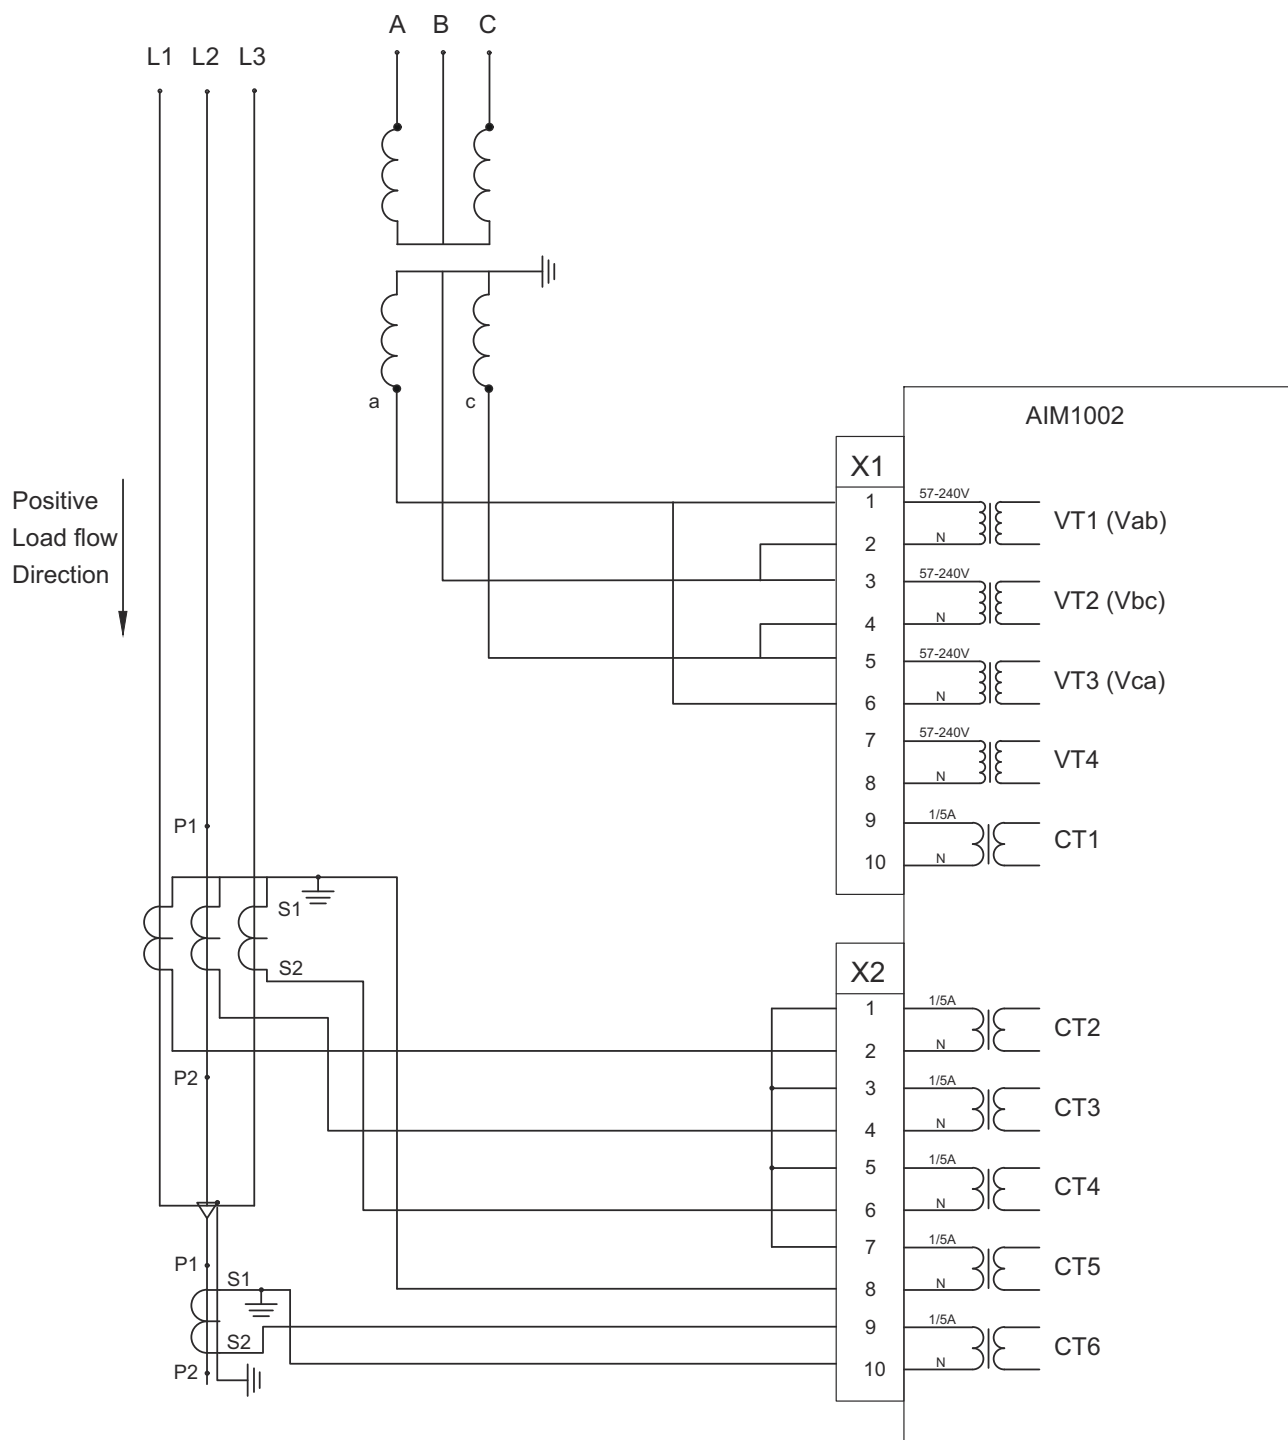 A B C
L1 L2 L3
a c
AIM1002
Positive
Load flow
Direction
X1
1 57-240V VT1 (Vab)
2 N
3 57-240V VT2 (Vbc)
4 N
5 57-240V VT3 (Vca)
6 N
7 57-240V VT4
8 N
9 1/5A CT1
10 N
P1
S1
S2
P2
X2
1 1/5A CT2
2 N
3 1/5A CT3
4 N
5 1/5A CT4
6 N
7 1/5A CT5
8 N
9 1/5A CT6
10 N
P1
S1
S2
P2